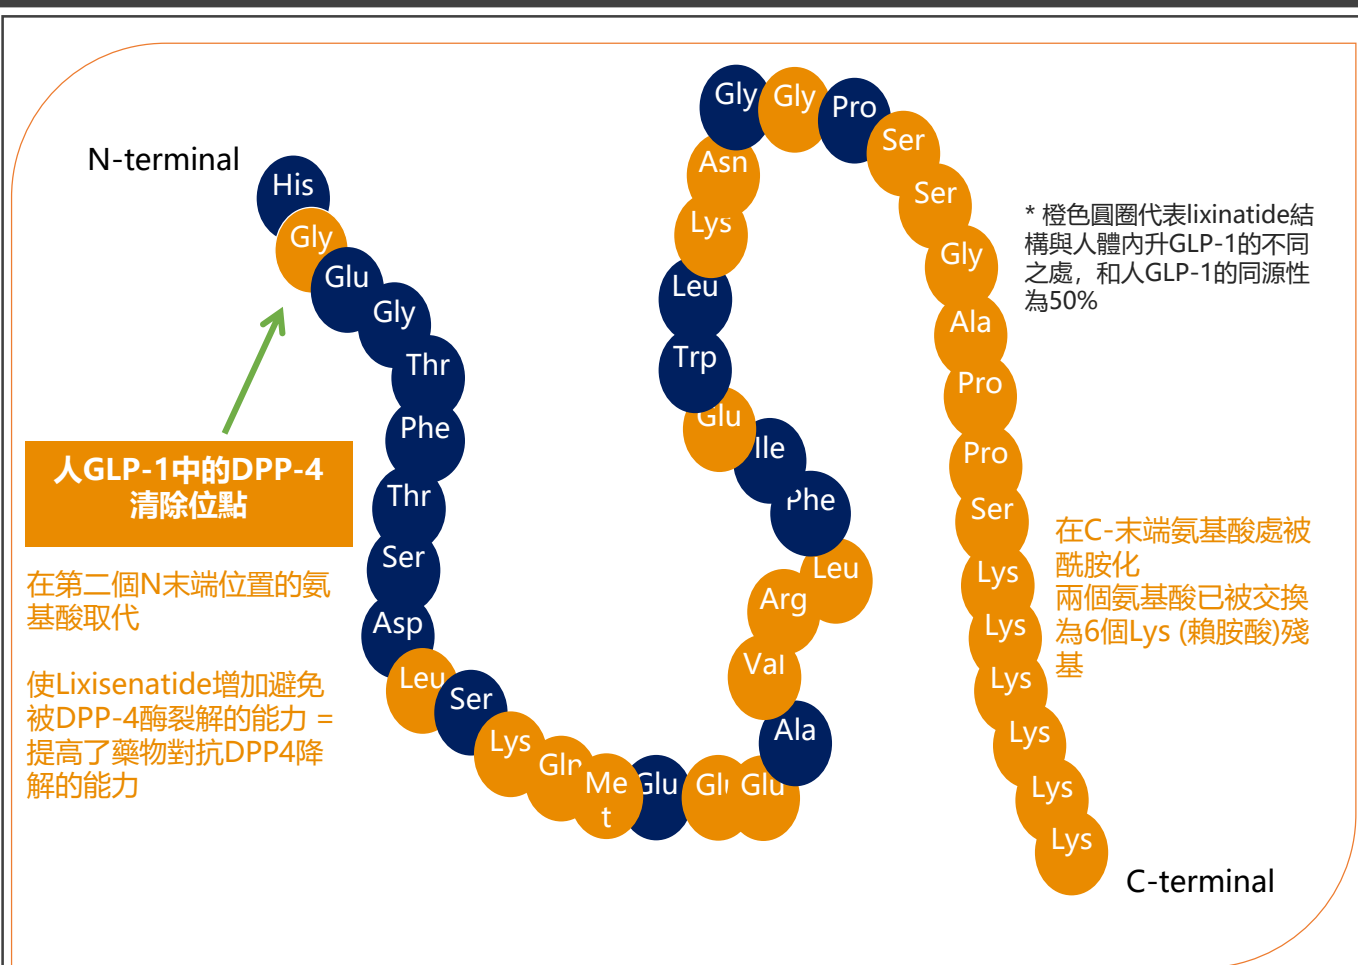 N-terminal
His
Gly
Glu
Gly
Thr
Phe
Thr
Ser
Asp
Leu
Ser
Lys
Gln
Me
t
Glu
Glu
Glu
Ala
Val
Arg
Leu
Phe
Ile
Glu
Trp
Leu
Lys
Asn
Gly
Gly
Pro
Ser
Ser
Gly
Ala
Pro
Pro
Ser
Lys
Lys
Lys
Lys
Lys
Lys
C-terminal
人GLP-1中的DPP-4
清除位點
在第二個N末端位置的氨
基酸取代
使Lixisenatide增加避免
被DPP-4酶裂解的能力 =
提高了藥物對抗DPP4降
解的能力
* 橙色圓圈代表lixinatide結
構與人體內升GLP-1的不同
之處，和人GLP-1的同源性
為50%
在C-末端氨基酸處被
酰胺化
兩個氨基酸已被交換
為6個Lys (賴胺酸)殘
基